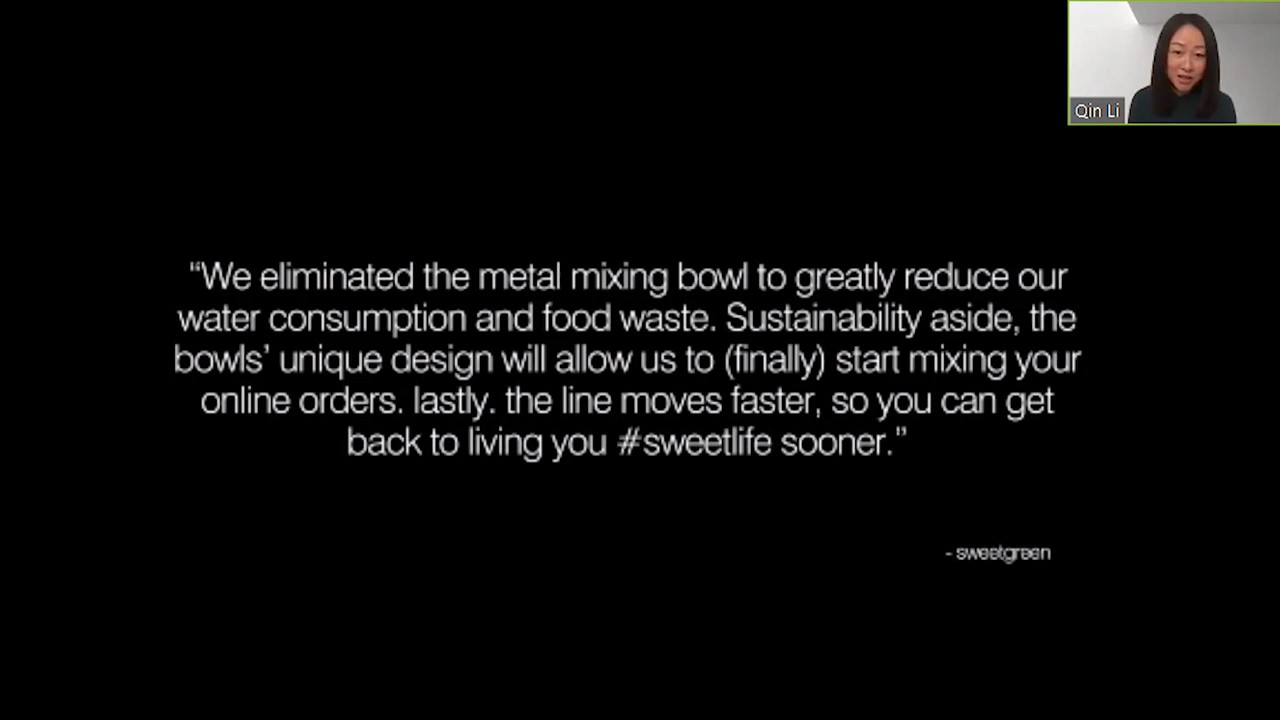 Qin Li
“We eliminated the metal mixing bowl to greatly reduce our
water consumption and food waste. Sustainability aside, the
bowls’ unique design will allow us to (finally) start mixing your
online orders. lastly. the line moves faster, so you can get
back to living you #sweetlife sooner.”
- sweetgreen